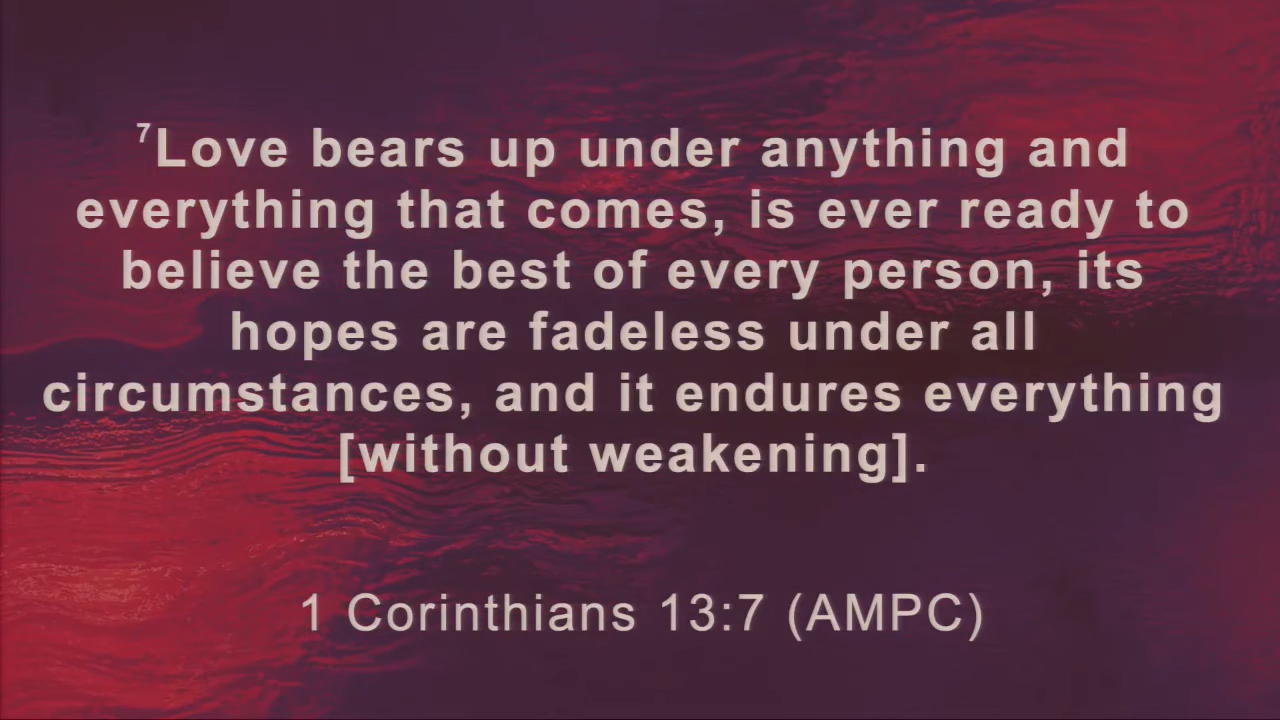 ⁷Love bears up under anything and
everything that comes, is ever ready to
believe the best of every person, its
hopes are fadeless under all
circumstances, and it endures everything
[without weakening].
1 Corinthians 13:7 (AMPC)